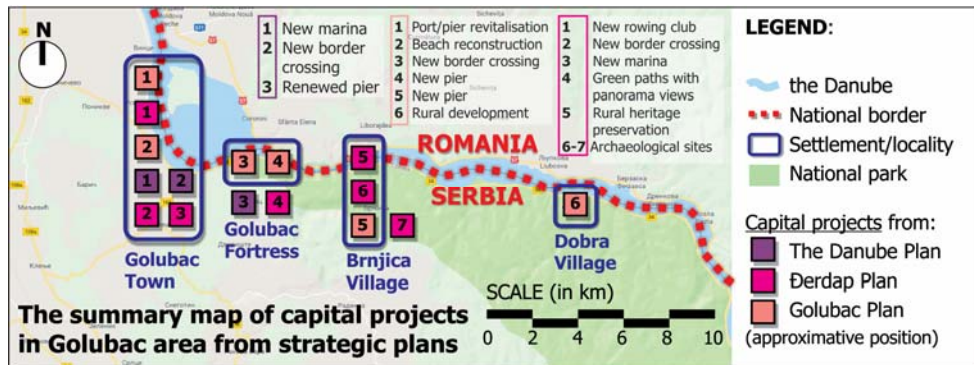 N
1 New marina
2 New border
crossing
3 Renewed pier
1 Port/pier revitalisation
2 Beach reconstruction
3 New border crossing
4 New pier
5 New pier
6 Rural development
1 New rowing club
2 New border crossing
3 New marina
4 Green paths with
panorama views
5 Rural heritage
preservation
6-7 Archaeological sites
1
1
2
1 2
2 3
Golubac
Town
3 4
3 4
Golubac
Fortress
5
6
5 7
Brnjica
Village
ROMANIA
SERBIA
6
Dobra
Village
SCALE (in km)
0 2 4 6 8 10
The summary map of capital projects
in Golubac area from strategic plans
LEGEND:
the Danube
National border
Settlement/locality
National park
Capital projects from:
The Danube Plan
Đerdap Plan
Golubac Plan
(approximative position)